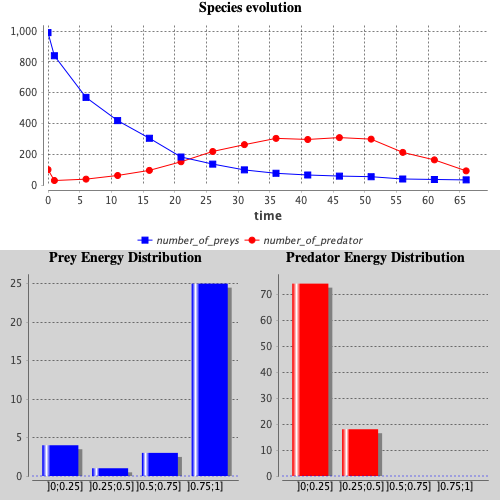 Species evolution
1,000
800
600
400
200
0
0 5 10 15 20 25 30 35 40 45 50 55 60 65
time
number_of_preys number_of_predator
Prey Energy Distribution
25
20
15
10
5
0
]0;0.25] ]0.25;0.5] ]0.5;0.75] ]0.75;1]
Predator Energy Distribution
70
60
50
40
30
20
10
0
]0;0.25] ]0.25;0.5] ]0.5;0.75] ]0.75;1]